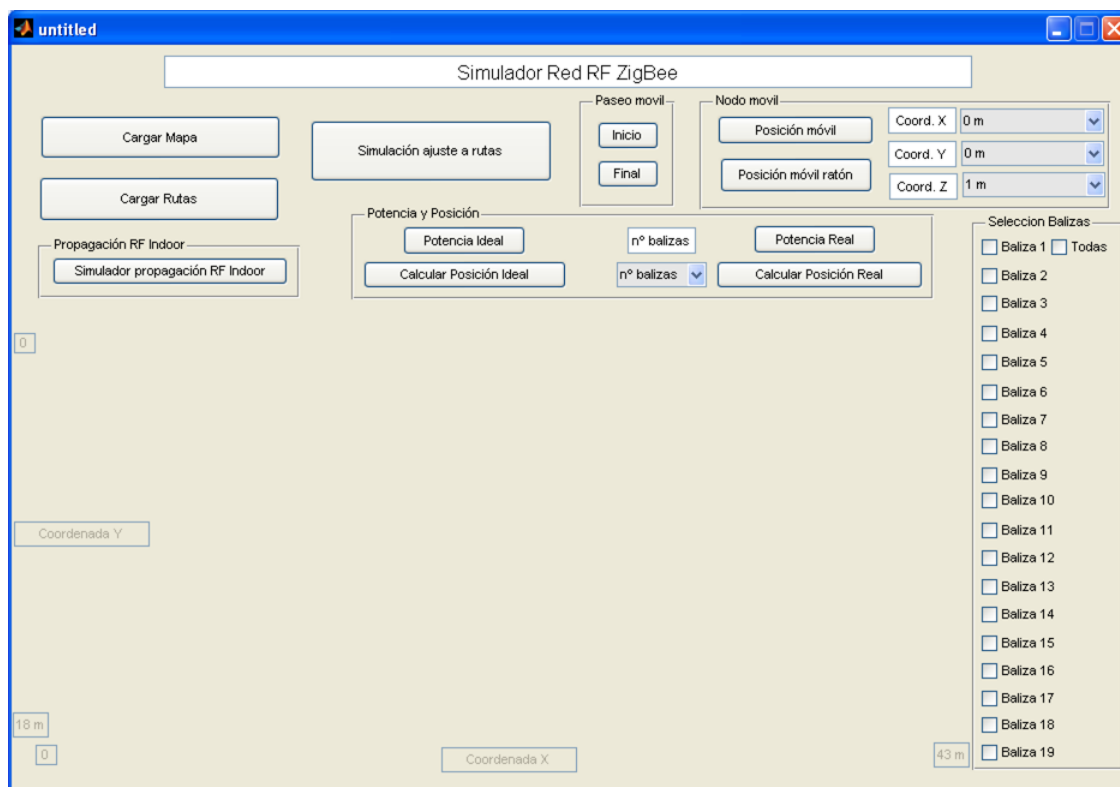 untitled
Simulador Red RF ZigBee
Cargar Mapa
Cargar Rutas
Simulación ajuste a rutas
Paseo movil
Inicio
Final
Nodo movil
Posición móvil
Posición móvil ratón
Coord. X
0 m
Coord. Y
0 m
Coord. Z
1 m
Propagación RF Indoor
Simulador propagación RF Indoor
Potencia y Posición
Potencia Ideal
nº balizas
Potencia Real
Calcular Posición Ideal
nº balizas
Calcular Posición Real
Seleccion Balizas
Baliza 1
Todas
Baliza 2
Baliza 3
Baliza 4
Baliza 5
Baliza 6
Baliza 7
Baliza 8
Baliza 9
Baliza 10
Baliza 11
Baliza 12
Baliza 13
Baliza 14
Baliza 15
Baliza 16
Baliza 17
Baliza 18
Baliza 19
0
Coordenada Y
18 m
0
Coordenada X
43 m